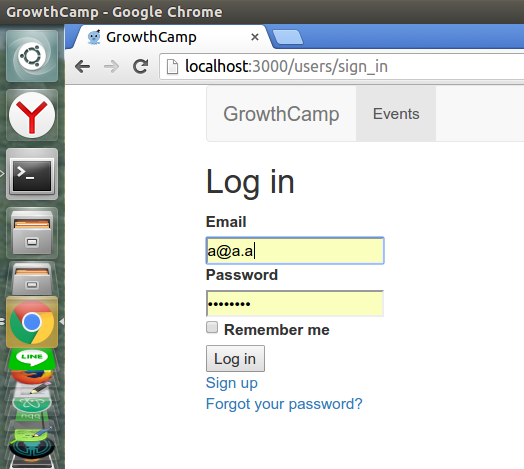 GrowthCamp - Google Chrome
GrowthCamp
localhost:3000/users/sign_in
GrowthCamp
Events
Log in
Email
a@a.a
Password
••••••••
Remember me
Log in
Sign up
Forgot your password?
LINE